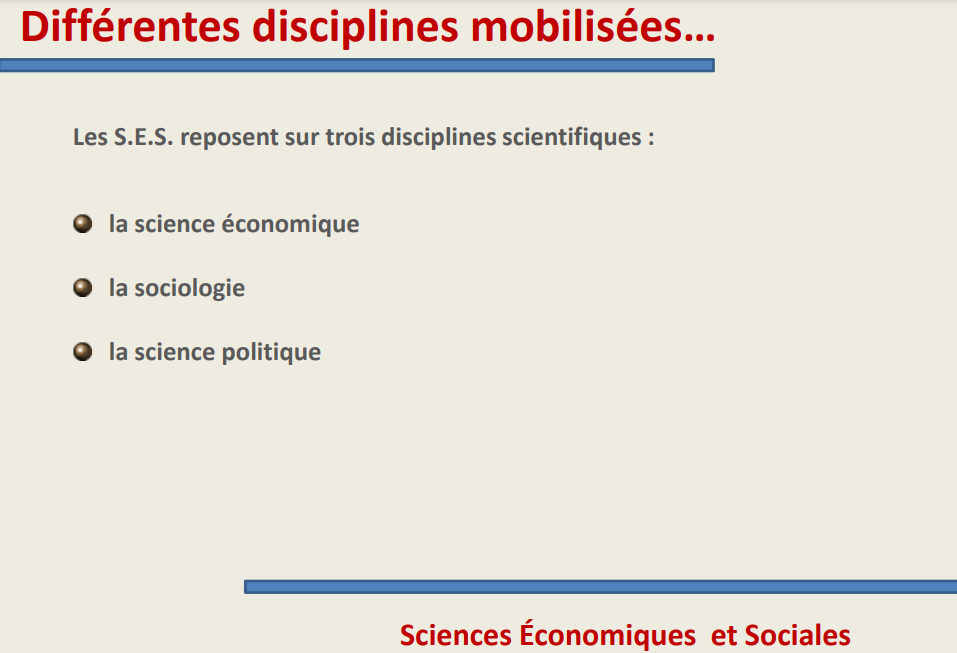 Différentes disciplines mobilisées...
Les S.E.S. reposent sur trois disciplines scientifiques :
la science économique
la sociologie
la science politique
Sciences Économiques et Sociales